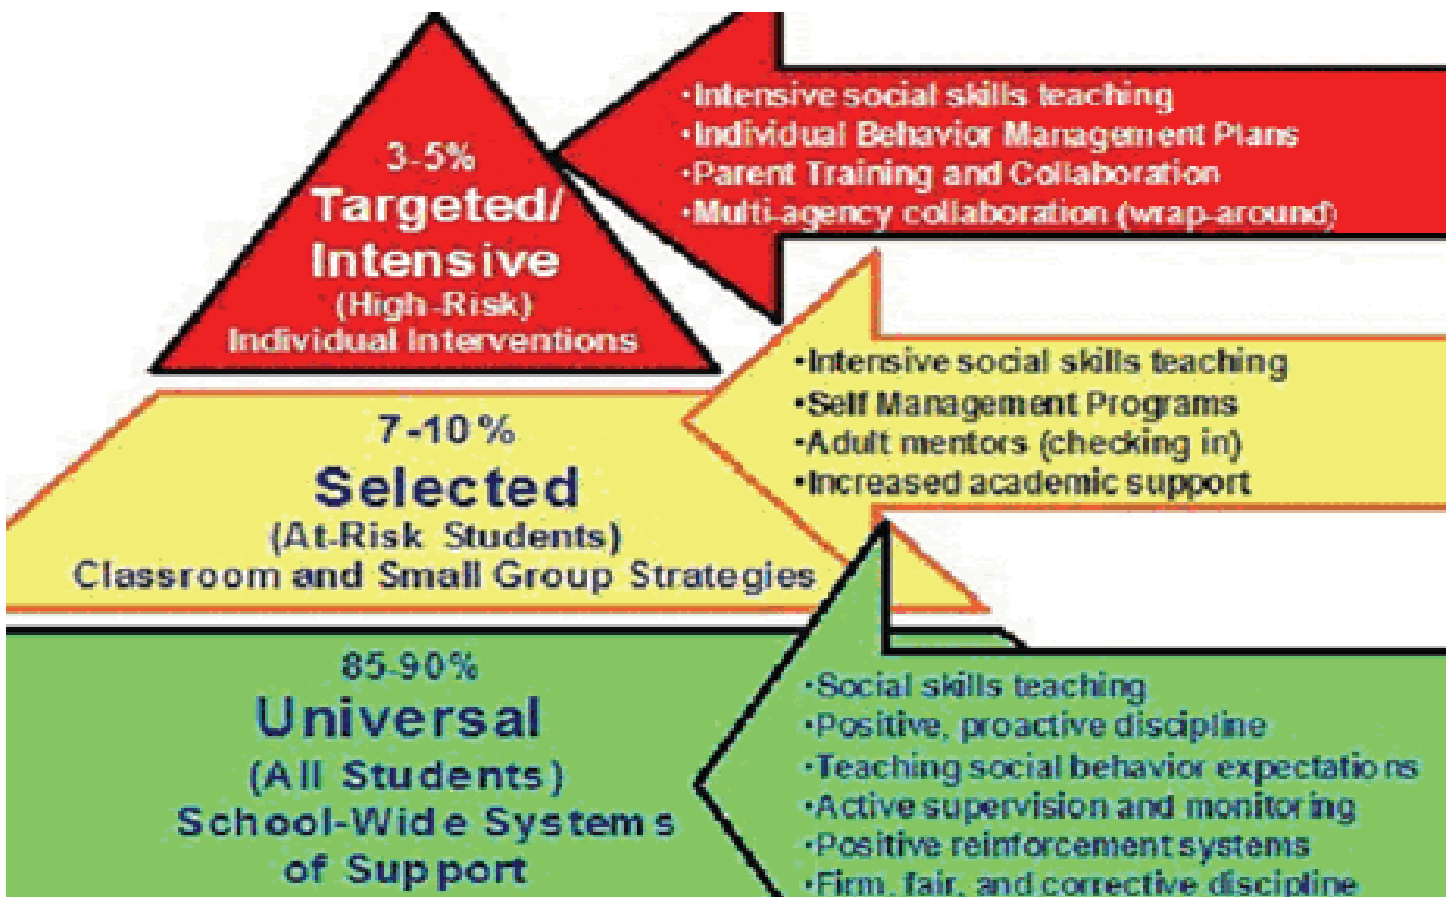 3-5%
Targeted/
Intensive
(High-Risk)
Individual Interventions
•Intensive social skills teaching
•Individual Behavior Management Plans
•Parent Training and Collaboration
•Multi-agency collaboration (wrap-around)
7-10%
Selected
(At-Risk Students)
Classroom and Small Group Strategies
•Intensive social skills teaching
•Self Management Programs
•Adult mentors (checking in)
•Increased academic support
85-90%
Universal
(All Students)
School-Wide Systems
of Support
•Social skills teaching
•Positive, proactive discipline
•Teaching social behavior expectations
•Active supervision and monitoring
•Positive reinforcement systems
•Firm, fair, and corrective discipline